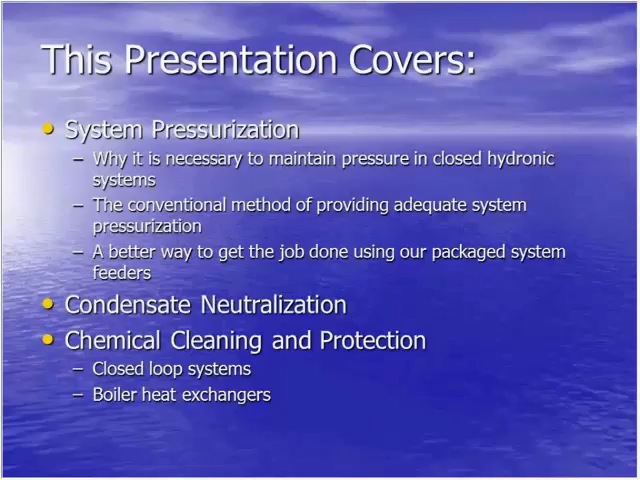 This Presentation Covers:
• System Pressurization
– Why it is necessary to maintain pressure in closed hydronic
systems
– The conventional method of providing adequate system
pressurization
– A better way to get the job done using our packaged system
feeders
• Condensate Neutralization
• Chemical Cleaning and Protection
– Closed loop systems
– Boiler heat exchangers